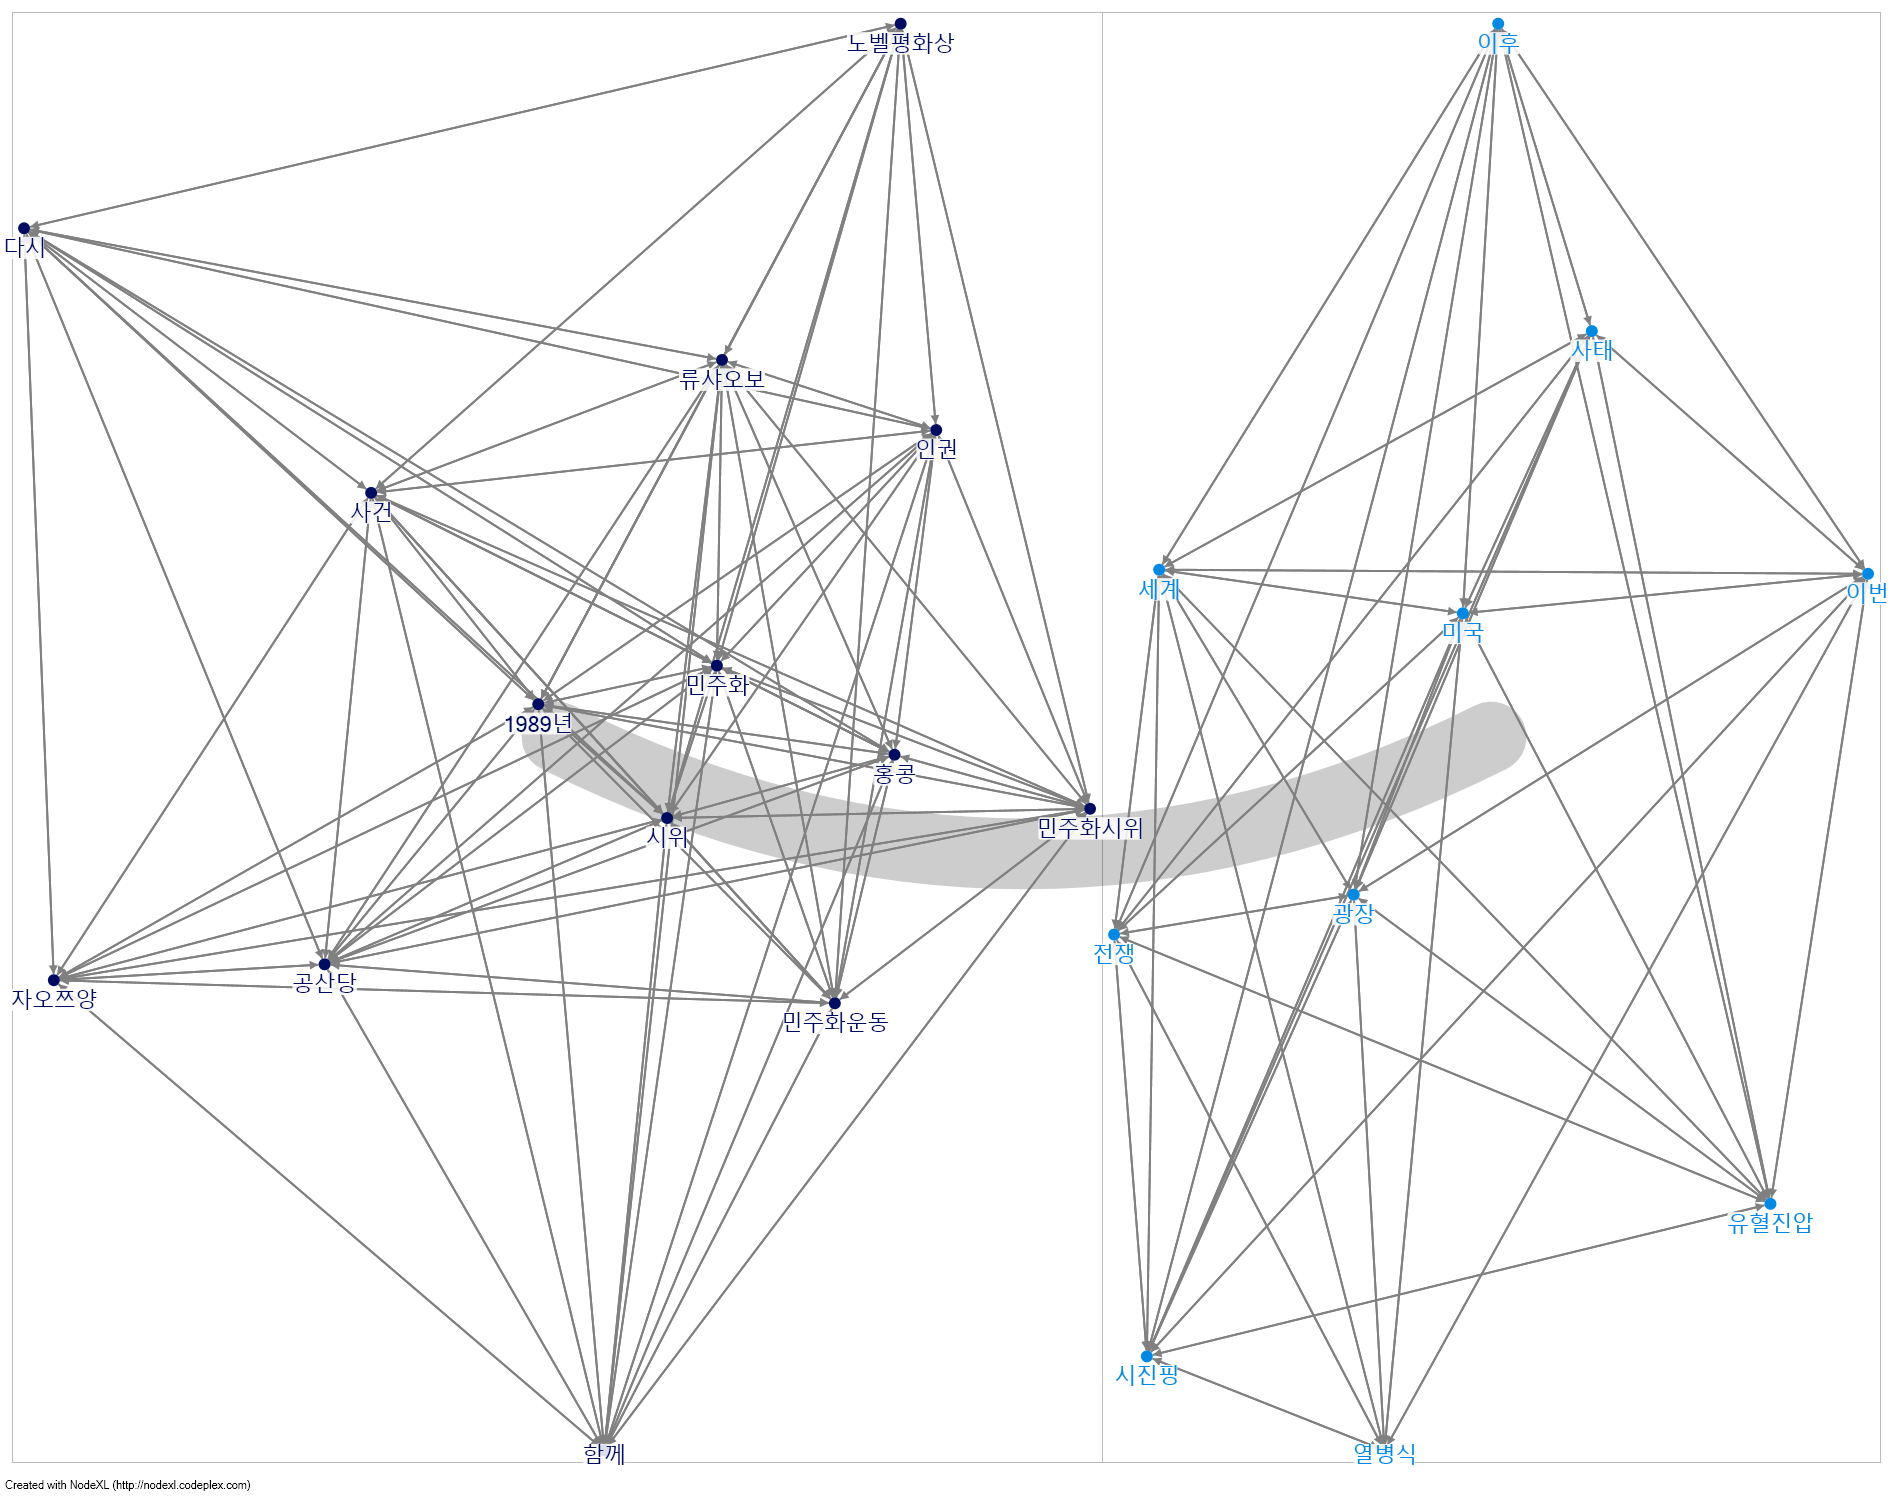 노벨평화상
이후
다시
사태
류샤오보
인권
사건
세계
이번
미국
민주화
1989년
홍콩
민주화시위
시위
광장
전쟁
공산당
자오쯔양
민주화운동
유혈진압
시진핑
함께
열병식
Created with NodeXL (http://nodexl.codeplex.com)